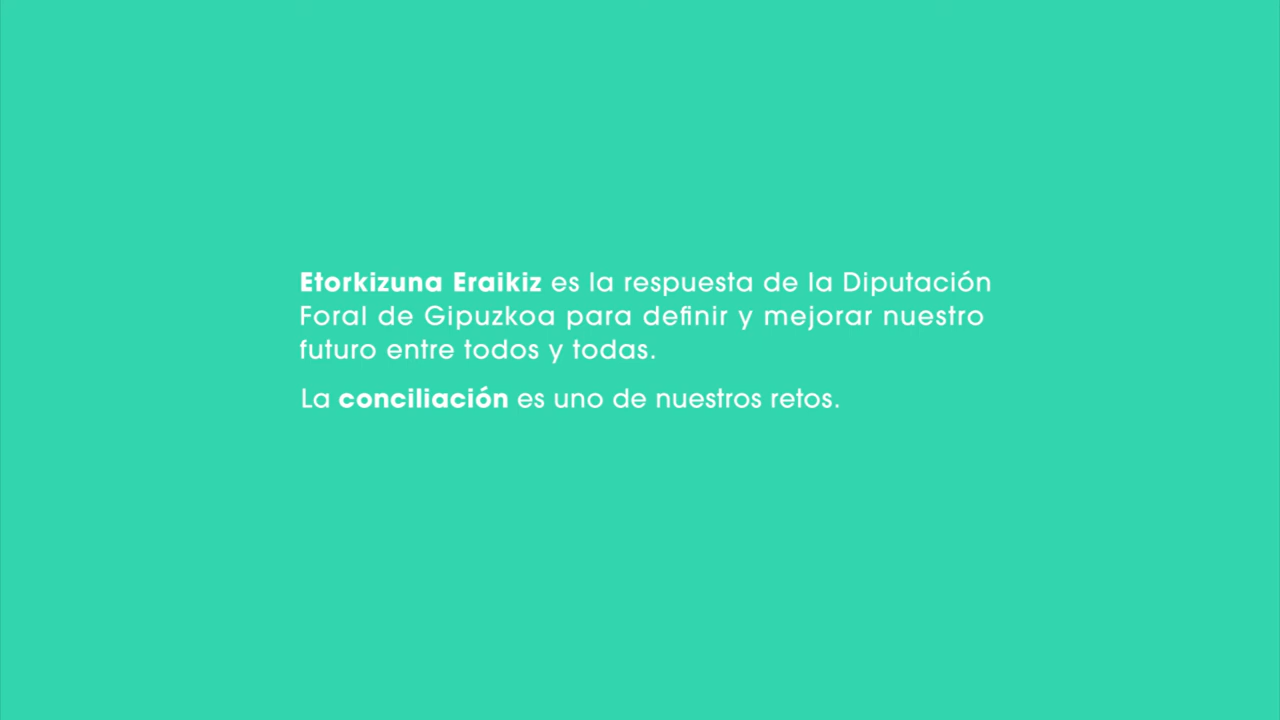 Etorkizuna Eraikiz es la respuesta de la Diputación
Foral de Gipuzkoa para definir y mejorar nuestro
futuro entre todos y todas.
La conciliación es uno de nuestros retos.